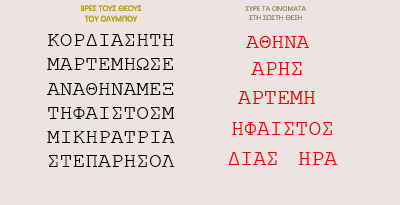 ΒΡΕΣ ΤΟΥΣ ΘΕΟΥΣ
ΤΟΥ ΟΛΥΜΠΟΥ
ΚΟΡΔΙΑΣΗΤΗ
ΜΑΡΤΕΜΗΩΣΕ
ΑΝΑΘΗΝΑΜΕΞ
ΤΗΦΑΙΣΤΟΣΜ
ΜΙΚΗΡΑΤΡΙΑ
ΣΤΕΠΑΡΗΣΟΛ
ΣΥΡΕ ΤΑ ΟΝΟΜΑΤΑ
ΣΤΗ ΣΩΣΤΗ ΘΕΣΗ
ΑΘΗΝΑ
ΑΡΗΣ
ΑΡΤΕΜΗ
ΗΦΑΙΣΤΟΣ
ΔΙΑΣ ΗΡΑ